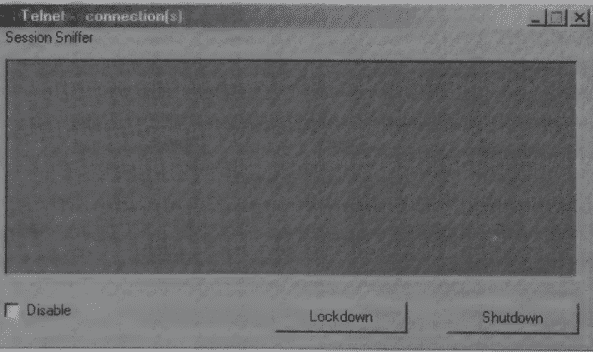 Telnet - connection(s)
Session Sniffer
Disable
Lockdown
Shutdown